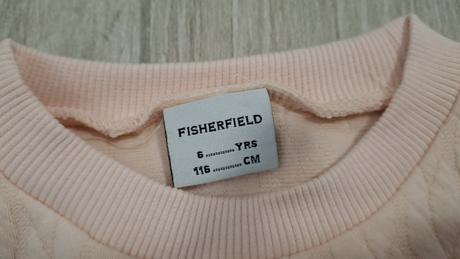 FISHERFIELD
6 ......... YRS
116 ......... CM